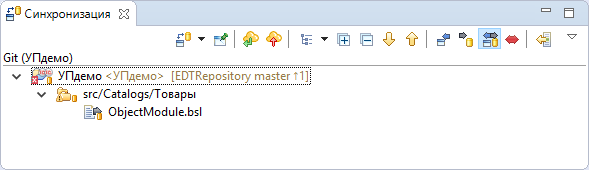 Синхронизация
Git (УПдемо)
УПдемо <УПдемо> [EDTRepository master ↑1]
src/Catalogs/Товары
ObjectModule.bsl